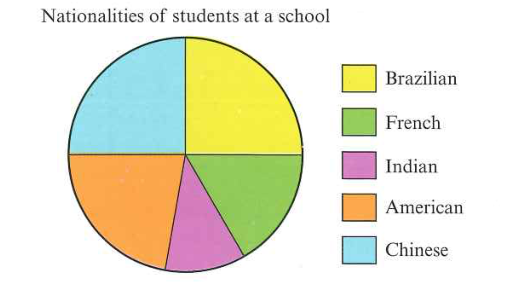 Nationalities of students at a school
Brazilian
French
Indian
American
Chinese